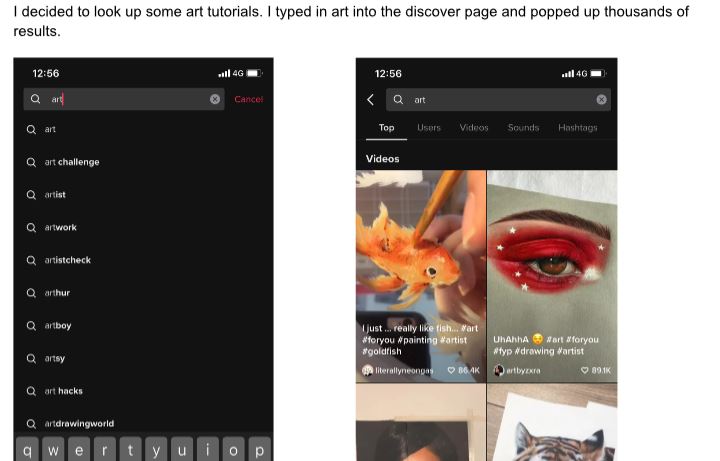 I decided to look up some art tutorials. I typed in art into the discover page and popped up thousands of
results.
12:56
4G
art
Cancel
art
art challenge
artist
artwork
artistcheck
arthur
artboy
artsy
art hacks
artdrawingworld
q w e r t y u i o p
12:56
4G
art
Top Users Videos Sounds Hashtags
Videos
I just ... really like fish... #art
#foryou #painting #artist
#goldfish
literallyneongas 86.4K
UhAhhA 😔 #art #foryou
#fyp #drawing #artist
artbyzxra 89.1K